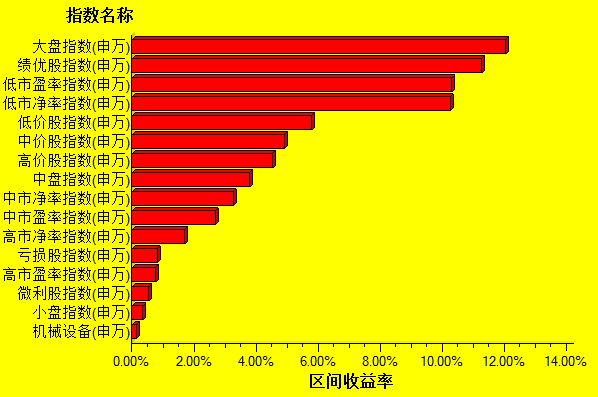 指数名称
大盘指数(申万)
绩优股指数(申万)
低市盈率指数(申万)
低市净率指数(申万)
低价股指数(申万)
中价股指数(申万)
高价股指数(申万)
中盘指数(申万)
中市净率指数(申万)
中市盈率指数(申万)
高市净率指数(申万)
亏损股指数(申万)
高市盈率指数(申万)
微利股指数(申万)
小盘指数(申万)
机械设备(申万)
0.00% 2.00% 4.00% 6.00% 8.00% 10.00% 12.00% 14.00%
区间收益率